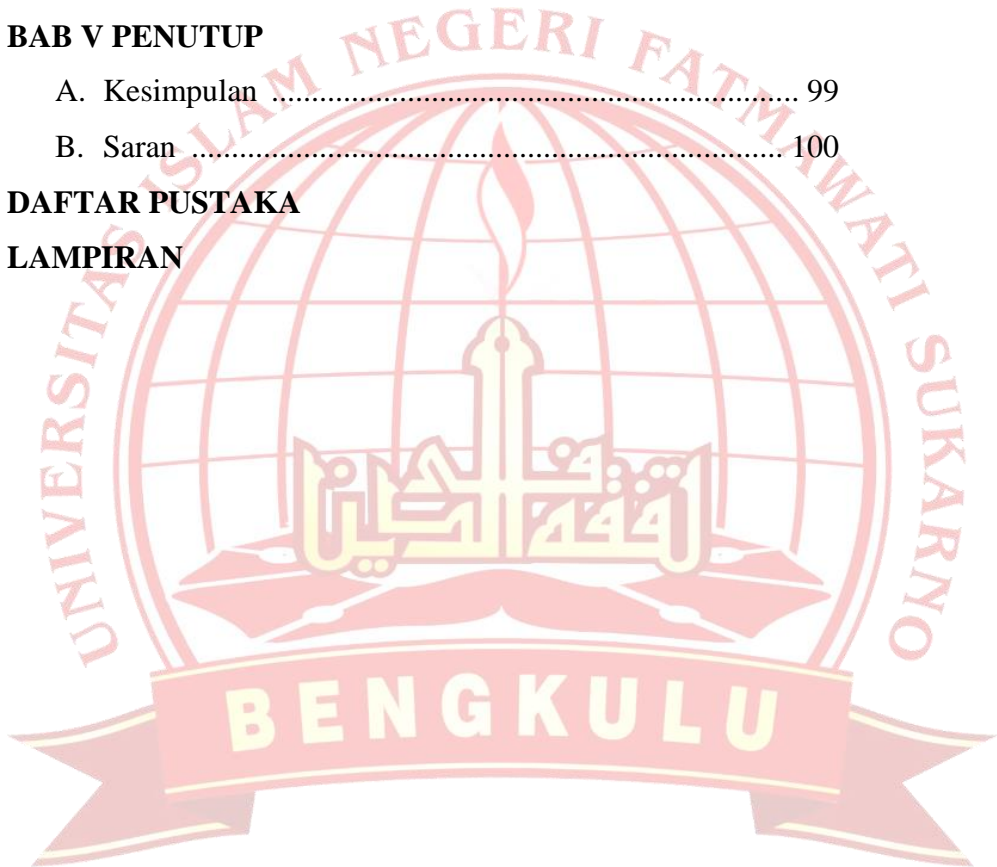 BAB V PENUTUP
A. Kesimpulan .................................................................. 99
B. Saran .......................................................................... 100
DAFTAR PUSTAKA
LAMPIRAN
UNIVERSITAS ISLAM NEGERI FATMAWATI SUKARNO
BENGKULU